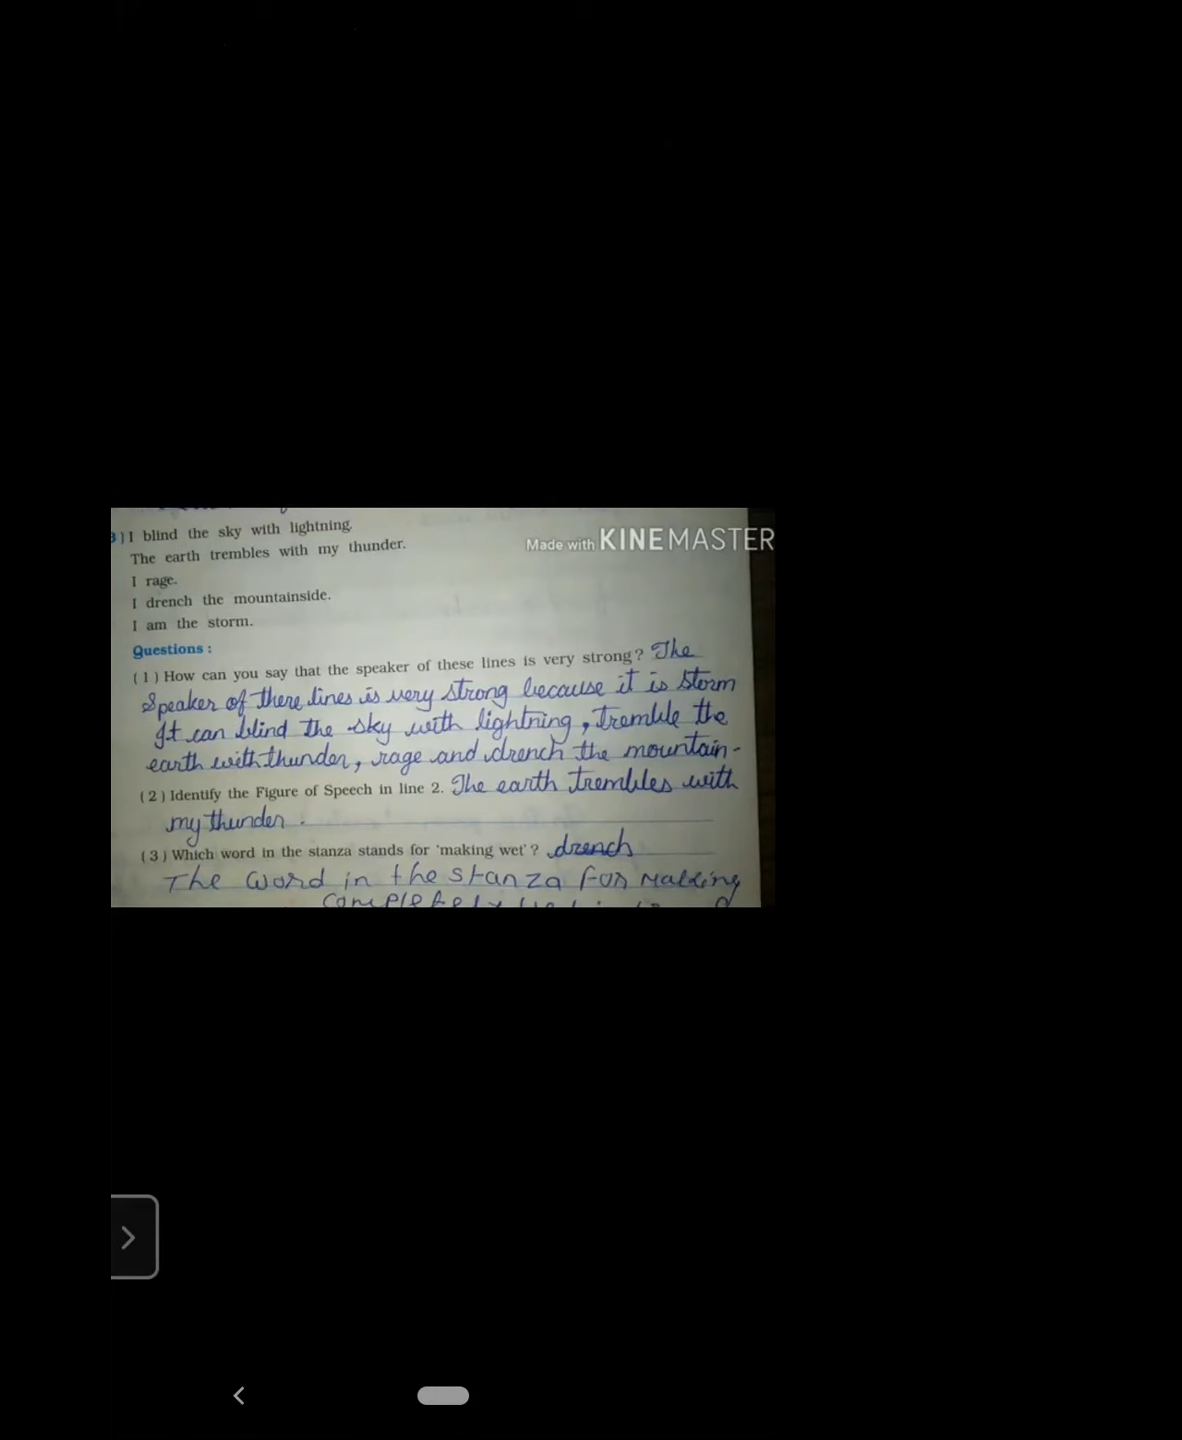 3) I blind the sky with lightning.
Made with KINEMASTER
The earth trembles with my thunder.
I rage.
I drench the mountainside.
I am the storm.
Questions :
( 1 ) How can you say that the speaker of these lines is very strong ? The
Speaker of there lines is very strong because it is storm
It can blind the sky with lightning, tremble the
earth with thunder, rage and drench the mountain-
( 2 ) Identify the Figure of Speech in line 2. The earth trembles with
my thunder .
( 3 ) Which word in the stanza stands for 'making wet' ? drench
The word in the stanza for Making
completely